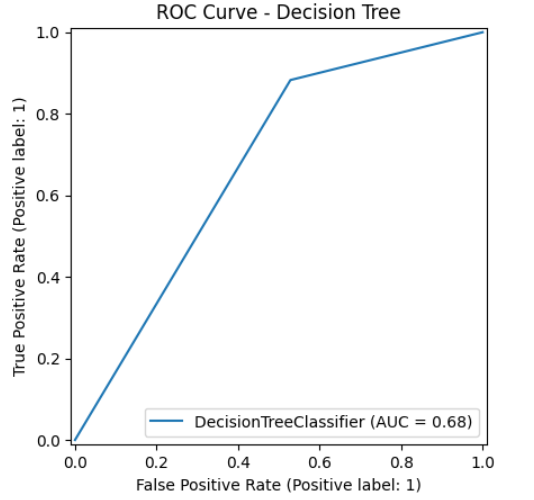 ROC Curve - Decision Tree
1.0
0.8
0.6
0.4
0.2
0.0
True Positive Rate (Positive label: 1)
DecisionTreeClassifier (AUC = 0.68)
0.0 0.2 0.4 0.6 0.8 1.0
False Positive Rate (Positive label: 1)